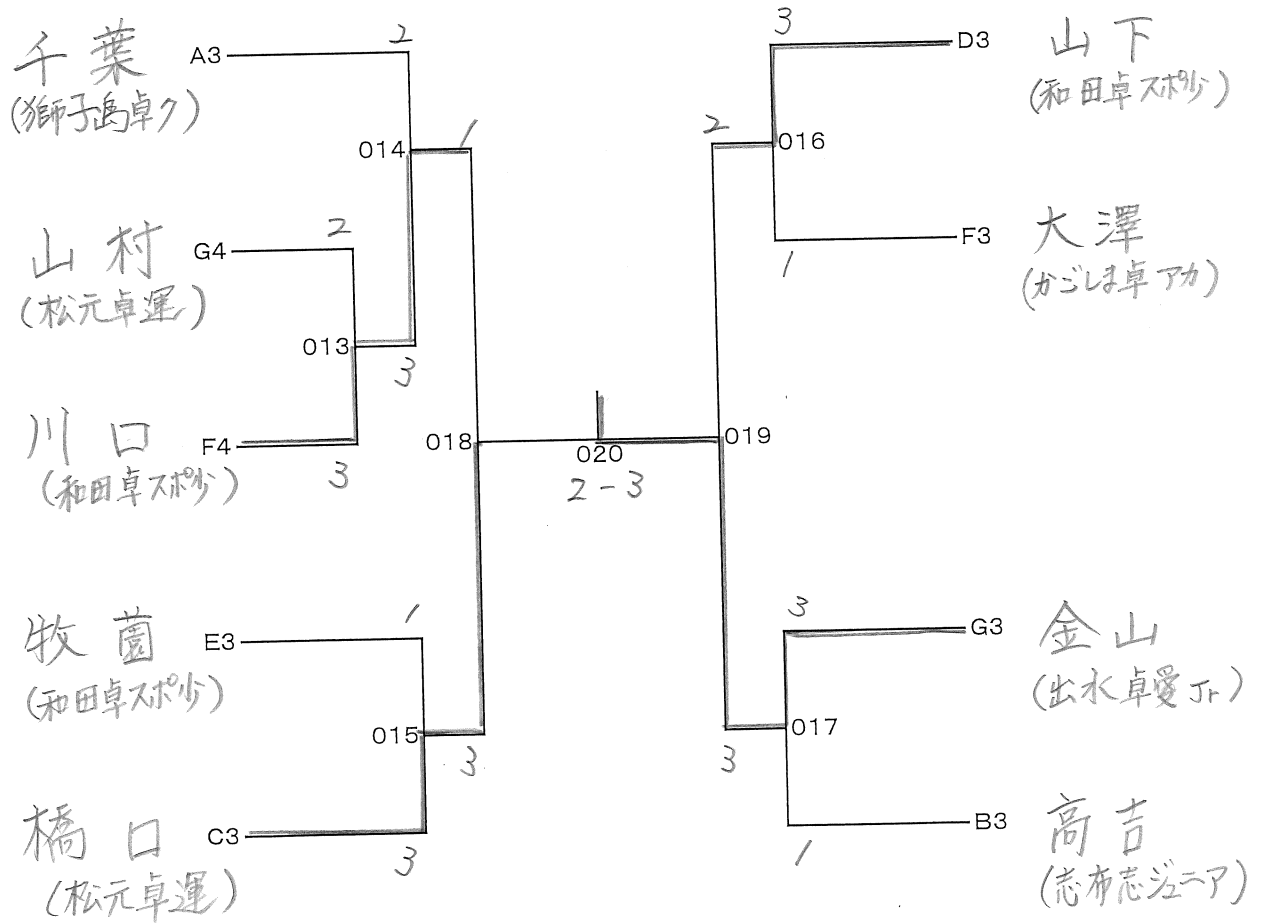 千葉 A3 2
(獅子島卓ク)
014 1
山村 G4 2
(松元卓運)
013
3
川口 F4 3
(和田卓スポ少)
018
牧薗 E3 1
(和田卓スポ少)
015
3
橋口 C3 3
(松元卓運)
020
2-3
3 D3 山下
(和田卓スポ少)
2 016
1 F3 大澤
(かごしま卓アカ)
019
3 G3 金山
(出水卓愛Jr)
017
3
1 B3 高吉
(志布志ジュニア)